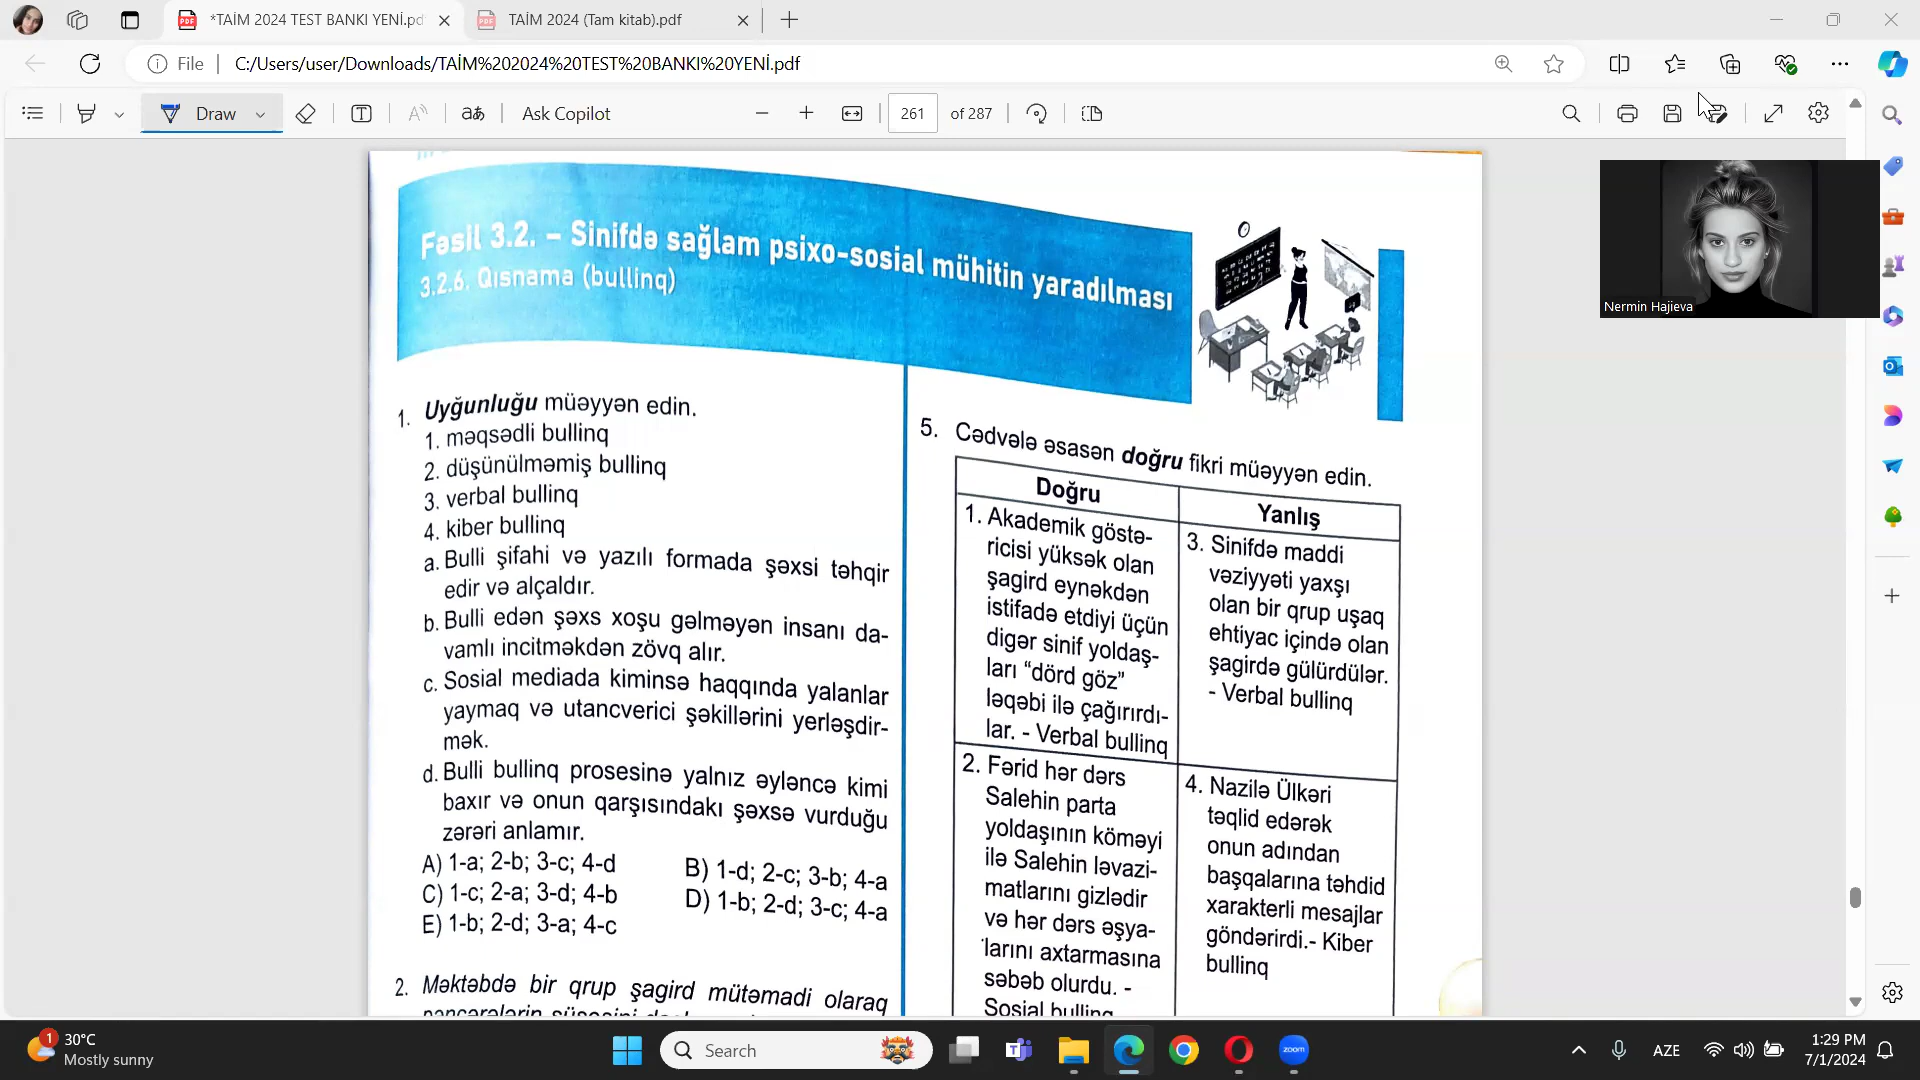 *TAİM 2024 TEST BANKI YENİ.pd
TAİM 2024 (Tam kitab).pdf
File
C:/Users/user/Downloads/TAİM%202024%20TEST%20BANKI%20YENİ.pdf
Draw
aあ
Ask Copilot
261
of 287
Fəsil 3.2. – Sinifdə sağlam psixo-sosial mühitin yaradılması
3.2.6. Qısnama (bullinq)
Nermin Hajieva
1. Uyğunluğu müəyyən edin.
1. məqsədli bullinq
2. düşünülməmiş bullinq
3. verbal bullinq
4. kiber bullinq
a. Bulli şifahi və yazılı formada şəxsi təhqir
edir və alçaldır.
b. Bulli edən şəxs xoşu gəlməyən insanı da-
vamlı incitməkdən zövq alır.
c. Sosial mediada kiminsə haqqında yalanlar
yaymaq və utancverici şəkillərini yerləşdir-
mək.
d. Bulli bullinq prosesinə yalnız əyləncə kimi
baxır və onun qarşısındakı şəxsə vurduğu
zərəri anlamır.
A) 1-a; 2-b; 3-c; 4-d
B) 1-d; 2-c; 3-b; 4-a
C) 1-c; 2-a; 3-d; 4-b
D) 1-b; 2-d; 3-c; 4-a
E) 1-b; 2-d; 3-a; 4-c
2. Məktəbdə bir qrup şagird mütəmadi olaraq
5. Cədvələ əsasən doğru fikri müəyyən edin.
Doğru
Yanlış
1. Akademik göstə-
ricisi yüksək olan
şagird eynəkdən
istifadə etdiyi üçün
digər sinif yoldaş-
ları “dörd göz”
ləqəbi ilə çağırırdı-
lar. - Verbal bullinq
3. Sinifdə maddi
vəziyyəti yaxşı
olan bir qrup uşaq
ehtiyac içində olan
şagirdə gülürdülər.
- Verbal bullinq
2. Fərid hər dərs
Salehin parta
yoldaşının köməyi
ilə Salehin ləvazi-
matlarını gizlədir
və hər dərs əşya-
larını axtarmasına
səbəb olurdu. -
Sosial bullinq
4. Nazilə Ülkəri
təqlid edərək
onun adından
başqalarına təhdid
xarakterli mesajlar
göndərirdi.- Kiber
bullinq
1
30°C
Mostly sunny
Search
zoom
AZE
1:29 PM
7/1/2024